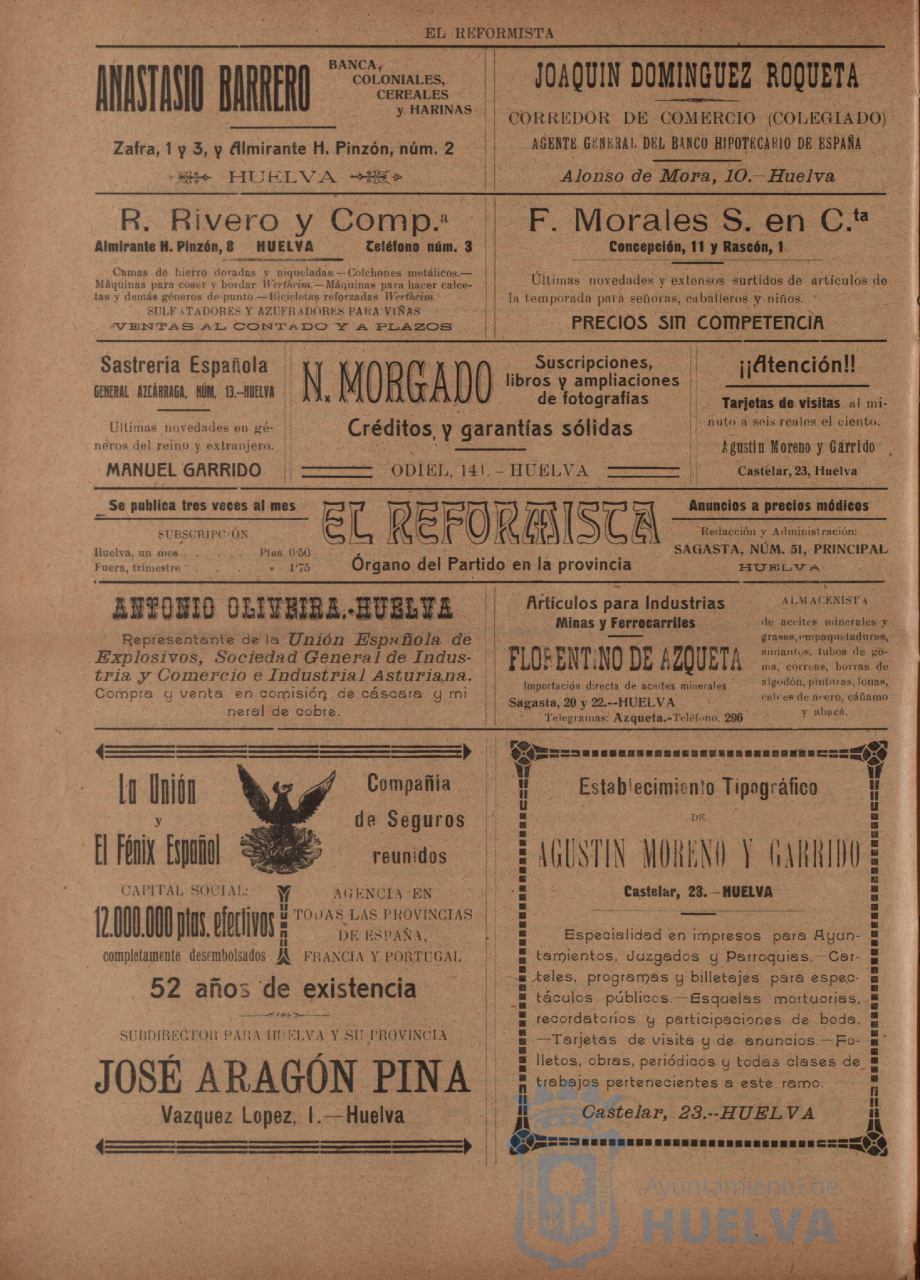 EL REFORMISTA
ANASTASIO BARRERO
BANCA,
COLONIALES,
CEREALES
y HARINAS
Zafra, 1 y 3, y Almirante H. Pinzón, núm. 2
HUELVA
JOAQUIN DOMINGUEZ ROQUETA
CORREDOR DE COMERCIO (COLEGIADO)
AGENTE GENERAL DEL BANCO HIPOTECARIO DE ESPAÑA
Alonso de Mora, 10.—Huelva
R. Rivero y Comp.ª
Almirante H. Pinzón, 8 HUELVA Teléfono núm. 3
Camas de hierro doradas y niqueladas.—Colchones metálicos.—
Máquinas para coser y bordar Wertheim.—Máquinas para hacer calce-
tas y demás géneros de punto.—Bicicletas reforzadas Wertheim.
SULFATADORES Y AZUFRADORES PARA VIÑAS
VENTAS AL CONTADO Y A PLAZOS
F. Morales S. en C.ta
Concepción, 11 y Rascón, 1
Últimas novedades y extensos surtidos de artículos de
la temporada para señoras, caballeros y niños.
PRECIOS SIN COMPETENCIA
Sastrería Española
GENERAL AZCÁRRAGA, NÚM. 13.—HUELVA
Ultimas novedades en gé-
neros del reino y extranjero.
MANUEL GARRIDO
N. MORGADO
Suscripciones,
libros y ampliaciones
de fotografías
Créditos y garantías sólidas
ODIEL, 141.—HUELVA
¡¡Atención!!
Tarjetas de visitas al mi-
nuto a seis reales el ciento.
Agustin Moreno y Garrido
Castelar, 23, Huelva
Se publica tres veces al mes
SUBSCRIPCIÓN
Huelva, un mes . . . . Ptas. 0'50
Fuera, trimestre . . . . » 1'75
EL REFORMISTA
Órgano del Partido en la provincia
Anuncios a precios módicos
Redacción y Administración:
SAGASTA, NÚM. 51, PRINCIPAL
HUELVA
ANTONIO OLIVEIRA.-HUELVA
Representante de la Unión Española de
Explosivos, Sociedad General de Indus-
tria y Comercio e Industrial Asturiana.
Compra y venta en comisión de cáscara y mi
neral de cobre.
Artículos para Industrias
Minas y Ferrocarriles
FLORENTINO DE AZQUETA
Importación directa de aceites minerales
Sagasta, 20 y 22.--HUELVA
Telegramas: Azqueta.-Teléfono, 296
ALMACENISTA
de aceites minerales y
grasas, empaquetaduras,
amiantos, tubos de go-
ma, correas, borras de
algodón, pinturas, lonas,
cables de acero, cáñamo
y abacá.
La Unión
y
El Fénix Español
Compañía
de Seguros
reunidos
CAPITAL SOCIAL:
12.000.000 ptas. efectivos
completamente desembolsados
AGENCIA EN
TODAS LAS PROVINCIAS
DE ESPAÑA,
FRANCIA Y PORTUGAL
52 años de existencia
SUBDIRECTOR PARA HUELVA Y SU PROVINCIA
JOSÉ ARAGÓN PINA
Vazquez Lopez, 1.—Huelva
Establecimiento Tipográfico
DE
AGUSTIN MORENO Y GARRIDO
Castelar, 23.—HUELVA
Especialidad en impresos para Ayun-
tamientos, Juzgados y Parroquias.—Car-
teles, programas y billetajes para espec-
táculos públicos.—Esquelas mortuorias,
recordatorios y participaciones de boda.
—Tarjetas de visita y de anuncios.—Fo-
lletos, obras, periódicos y todas clases de
trabajos pertenecientes a este ramo.
Castelar, 23.--HUELVA
Ayuntamiento de
HUELVA